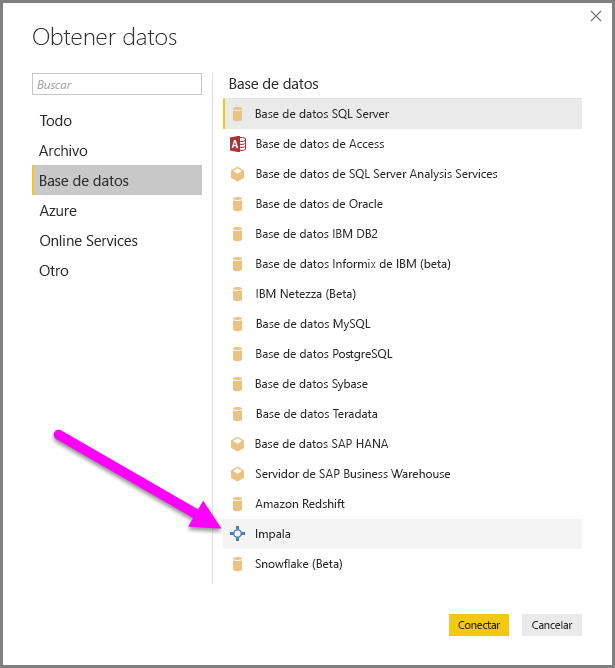 Obtener datos
Buscar
Todo
Archivo
Base de datos
Azure
Online Services
Otro
Base de datos
Base de datos SQL Server
A
Base de datos de Access
Base de datos de SQL Server Analysis Services
Base de datos de Oracle
Base de datos IBM DB2
Base de datos Informix de IBM (beta)
IBM Netezza (Beta)
Base de datos MySQL
Base de datos PostgreSQL
Base de datos Sybase
Base de datos Teradata
Base de datos SAP HANA
Servidor de SAP Business Warehouse
Amazon Redshift
Impala
Snowflake (Beta)
Conectar
Cancelar